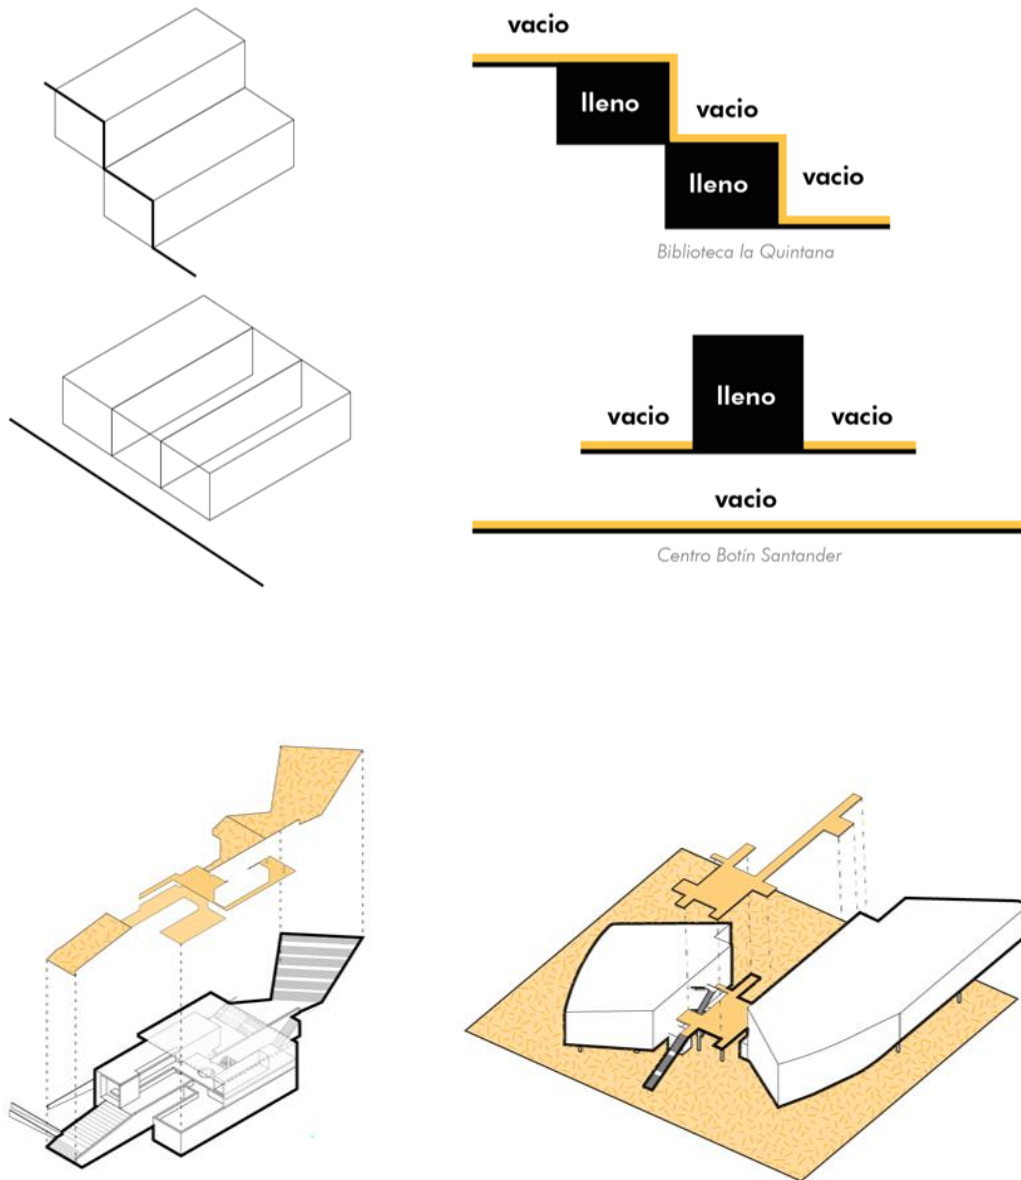 vacio
lleno
vacio
lleno
vacio
Biblioteca la Quintana
lleno
vacio
vacio
vacio
Centro Botín Santander